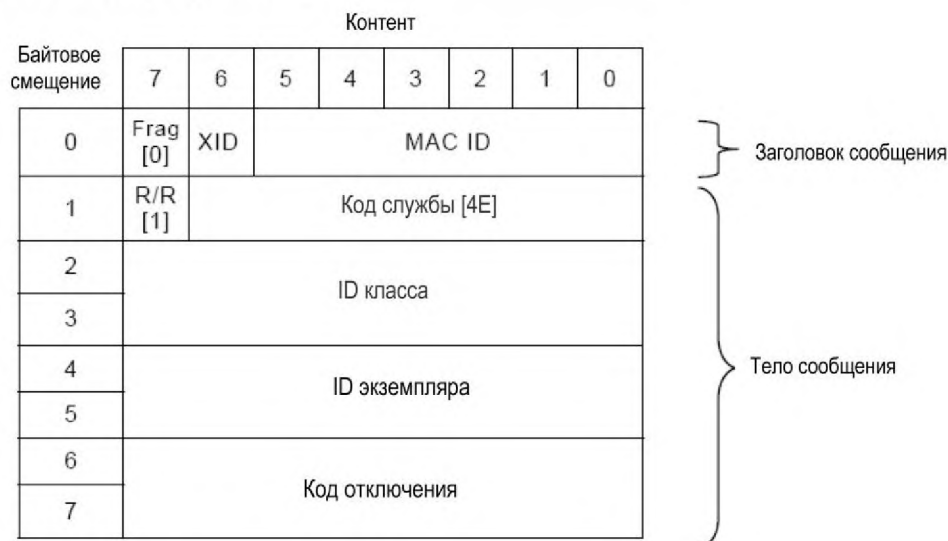 Контент
Байтовое
смещение
7 6 5 4 3 2 1 0
0 Frag [0] XID MAC ID
Заголовок сообщения
1 R/R [1] Код службы [4E]
2
ID класса
3
4
ID экземпляра
5
Тело сообщения
6
Код отключения
7